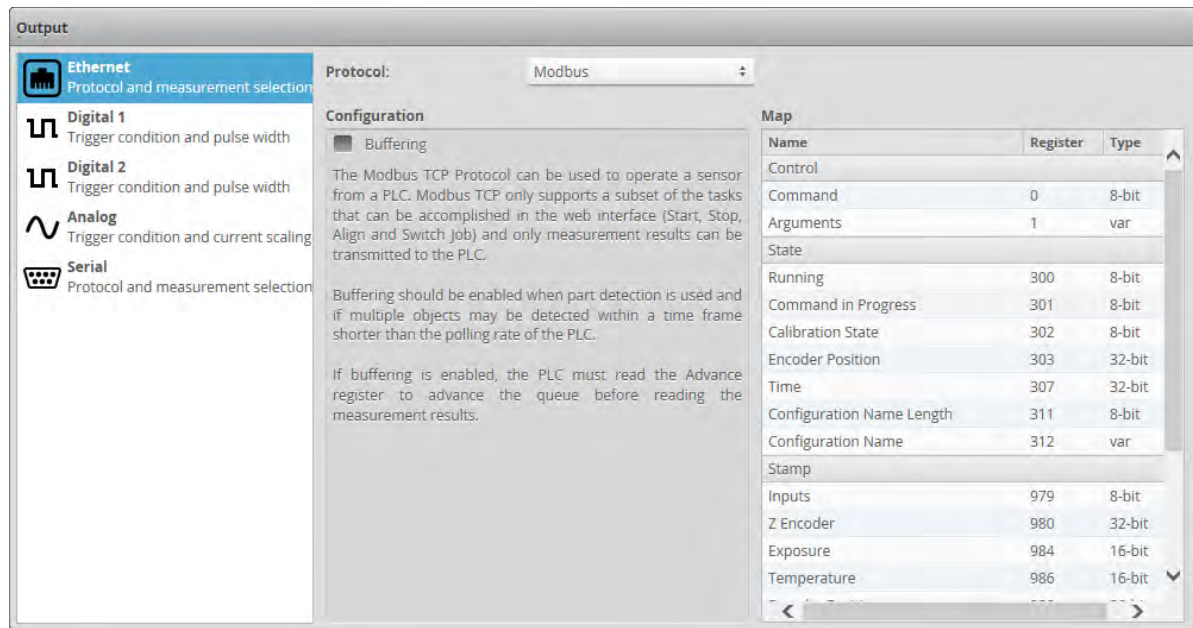 Output
Ethernet
Protocol and measurement selection
Digital 1
Trigger condition and pulse width
Digital 2
Trigger condition and pulse width
Analog
Trigger condition and current scaling
Serial
Protocol and measurement selection
Protocol: Modbus
Configuration
Buffering
The Modbus TCP Protocol can be used to operate a sensor
from a PLC. Modbus TCP only supports a subset of the tasks
that can be accomplished in the web interface (Start, Stop,
Align and Switch Job) and only measurement results can be
transmitted to the PLC.
Buffering should be enabled when part detection is used and
if multiple objects may be detected within a time frame
shorter than the polling rate of the PLC.
If buffering is enabled, the PLC must read the Advance
register to advance the queue before reading the
measurement results.
Map
Name Register Type
Control
Command 0 8-bit
Arguments 1 var
State
Running 300 8-bit
Command in Progress 301 8-bit
Calibration State 302 8-bit
Encoder Position 303 32-bit
Time 307 32-bit
Configuration Name Length 311 8-bit
Configuration Name 312 var
Stamp
Inputs 979 8-bit
Z Encoder 980 32-bit
Exposure 984 16-bit
Temperature 986 16-bit